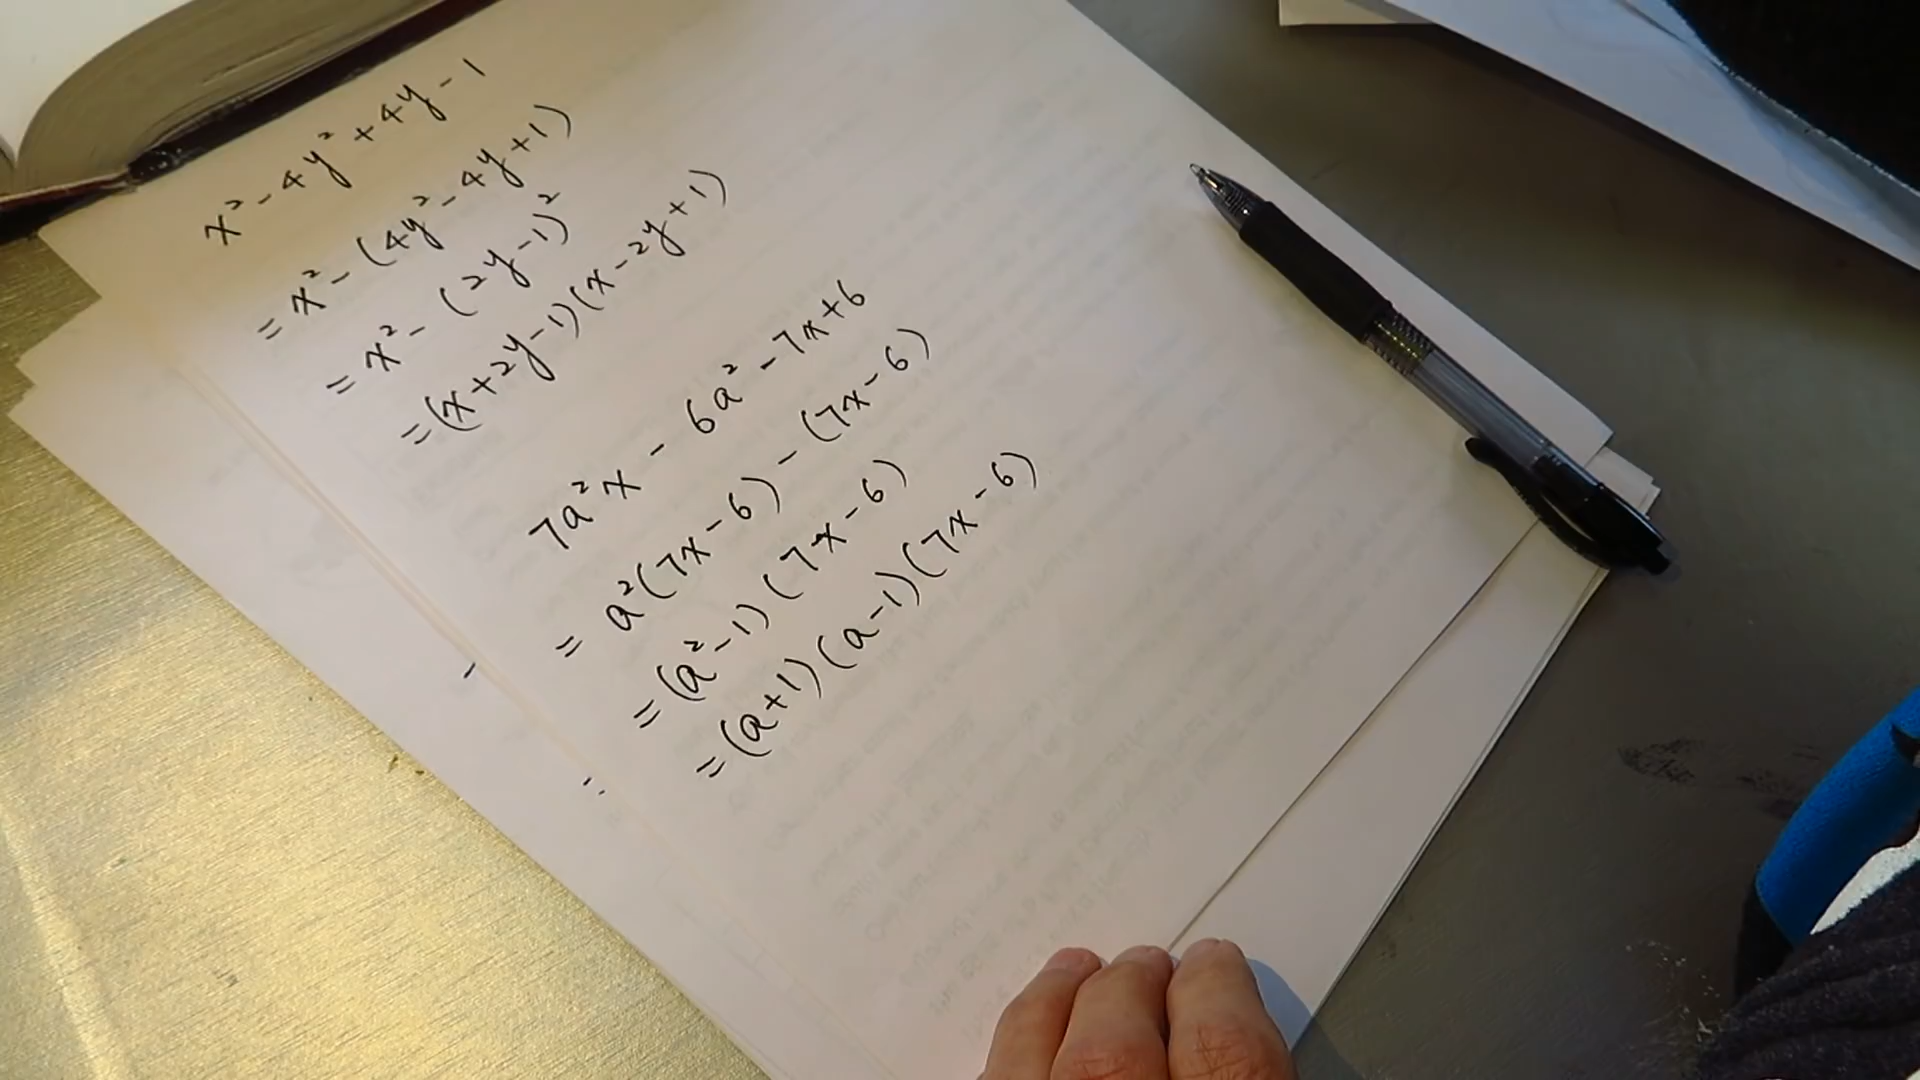 x² - 4y² + 4y - 1
= x² - (4y² - 4y + 1)
= x² - (2y - 1)²
= (x + 2y - 1)(x - 2y + 1)
7a²x - 6a² - 7x + 6
= a²(7x - 6) - (7x - 6)
= (a² - 1)(7x - 6)
= (a + 1)(a - 1)(7x - 6)